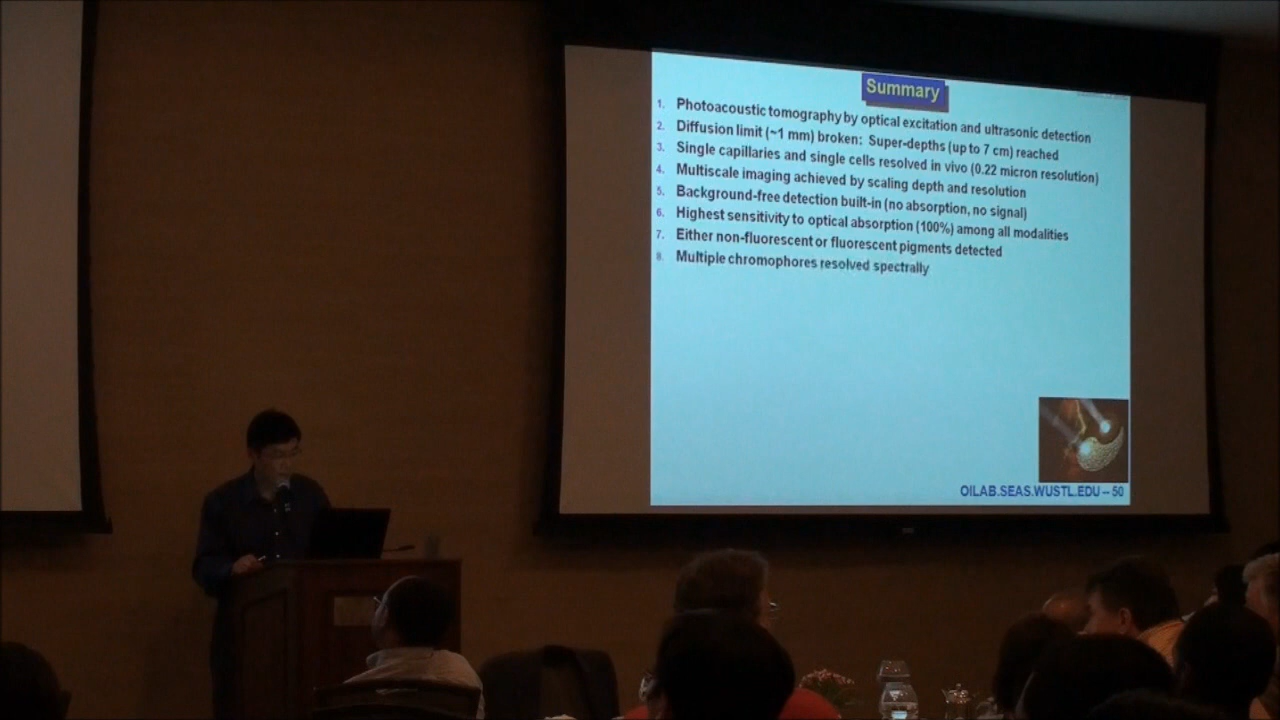 Summary
1. Photoacoustic tomography by optical excitation and ultrasonic detection
2. Diffusion limit (~1 mm) broken: Super-depths (up to 7 cm) reached
3. Single capillaries and single cells resolved in vivo (0.22 micron resolution)
4. Multiscale imaging achieved by scaling depth and resolution
5. Background-free detection built-in (no absorption, no signal)
6. Highest sensitivity to optical absorption (100%) among all modalities
7. Either non-fluorescent or fluorescent pigments detected
8. Multiple chromophores resolved spectrally
OILAB.SEAS.WUSTL.EDU – 50